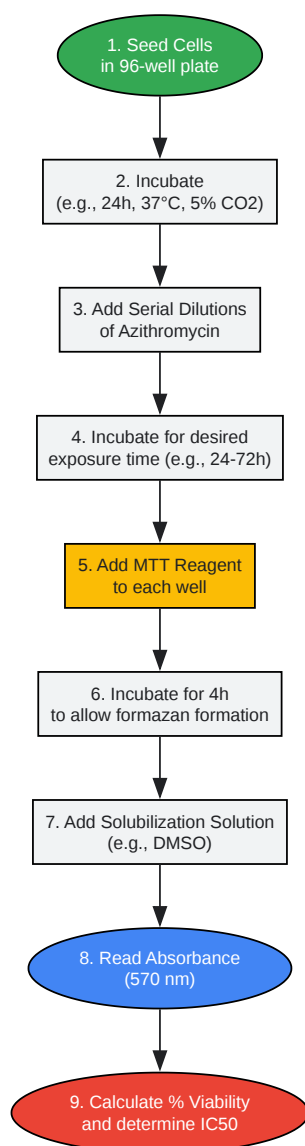 1. Seed Cells
in 96-well plate
2. Incubate
(e.g., 24h, 37°C, 5% CO2)
3. Add Serial Dilutions
of Azithromycin
4. Incubate for desired
exposure time (e.g., 24-72h)
5. Add MTT Reagent
to each well
6. Incubate for 4h
to allow formazan formation
7. Add Solubilization Solution
(e.g., DMSO)
8. Read Absorbance
(570 nm)
9. Calculate % Viability
and determine IC50